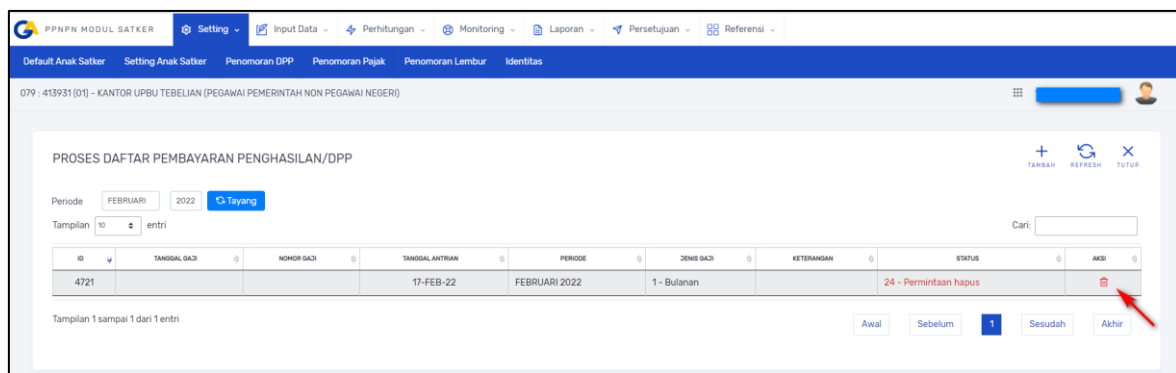 PPNPN MODUL SATKER Setting Input Data Perhitungan Monitoring Laporan Persetujuan Referensi
Default Anak Satker Setting Anak Satker Penomoran DPP Penomoran Pajak Penomoran Lembur Identitas
079 : 413931 (01) - KANTOR UPBU TEBELIAN (PEGAWAI PEMERINTAH NON PEGAWAI NEGERI)
PROSES DAFTAR PEMBAYARAN PENGHASILAN/DPP
TAMBAH REFRESH TUTUP
Periode FEBRUARI 2022 Tayang
Tampilan 10 entri Cari:
ID TANGGAL GAJI NOMOR GAJI TANGGAL ANTRIAN PERIODE JENIS GAJI KETERANGAN STATUS AKSI
4721 17-FEB-22 FEBRUARI 2022 1 - Bulanan 24 - Permintaan hapus
Tampilan 1 sampai 1 dari 1 entri Awal Sebelum 1 Sesudah Akhir